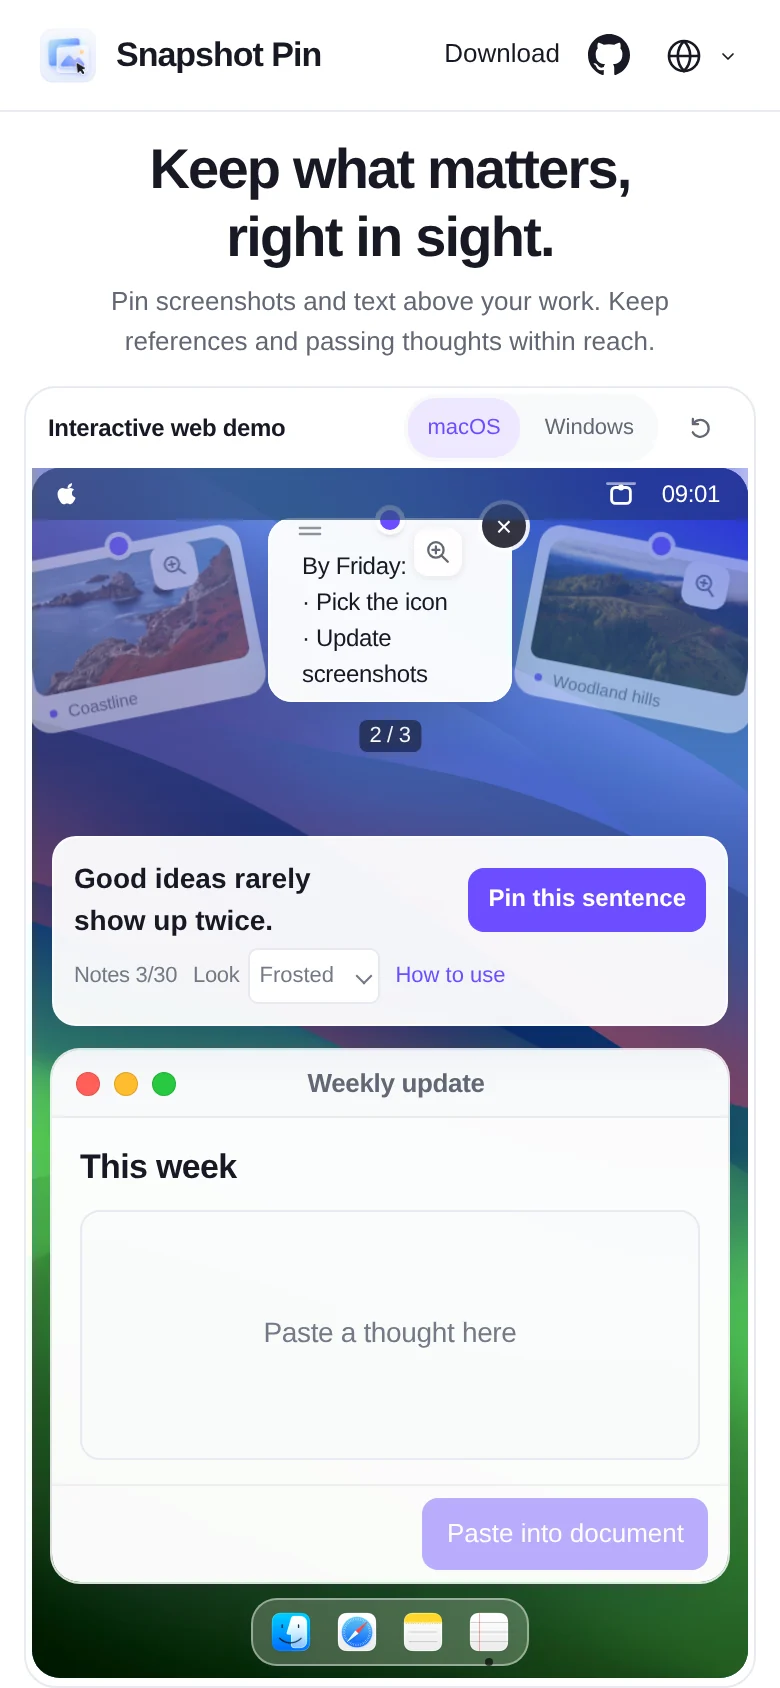 Snapshot Pin
Download
Keep what matters,
right in sight.
Pin screenshots and text above your work. Keep
references and passing thoughts within reach.
Interactive web demo
macOS
Windows
09:01
By Friday:
· Pick the icon
· Update
screenshots
Coastline
Woodland hills
2 / 3
Good ideas rarely
show up twice.
Pin this sentence
Notes 3/30
Look
Frosted
How to use
Weekly update
This week
Paste a thought here
Paste into document